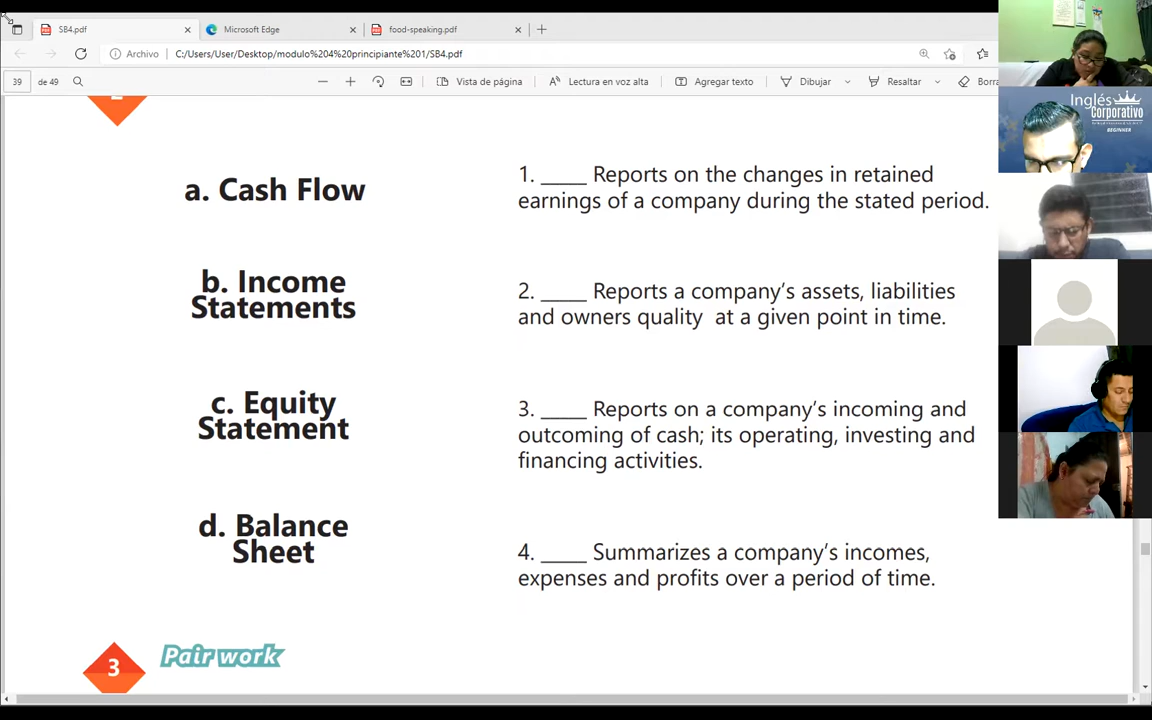 SB4.pdf
Microsoft Edge
food-speaking.pdf
Archivo
C:/Users/User/Desktop/modulo%204%20principiante%201/SB4.pdf
39
de 49
Vista de página
Lectura en voz alta
Agregar texto
Dibujar
Resaltar
Borra
Inglés
Corporativo
BEGINNER
a. Cash Flow
1. ____ Reports on the changes in retained
earnings of a company during the stated period.
b. Income
Statements
2. ____ Reports a company's assets, liabilities
and owners quality at a given point in time.
c. Equity
Statement
3. ____ Reports on a company's incoming and
outcoming of cash; its operating, investing and
financing activities.
d. Balance
Sheet
4. ____ Summarizes a company's incomes,
expenses and profits over a period of time.
3
Pair work